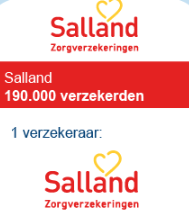 Salland
Zorgverzekeringen
Salland
190.000 verzekerden
1 verzekeraar:
Salland
Zorgverzekeringen